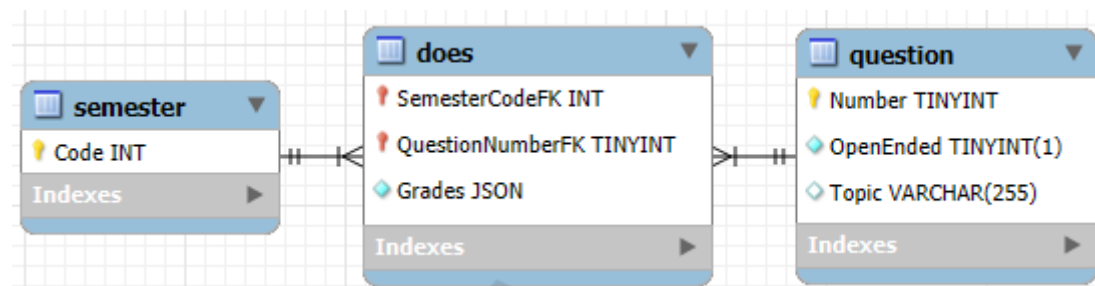 semester
Code INT
Indexes
does
SemesterCodeFK INT
QuestionNumberFK TINYINT
Grades JSON
Indexes
question
Number TINYINT
OpenEnded TINYINT(1)
Topic VARCHAR(255)
Indexes